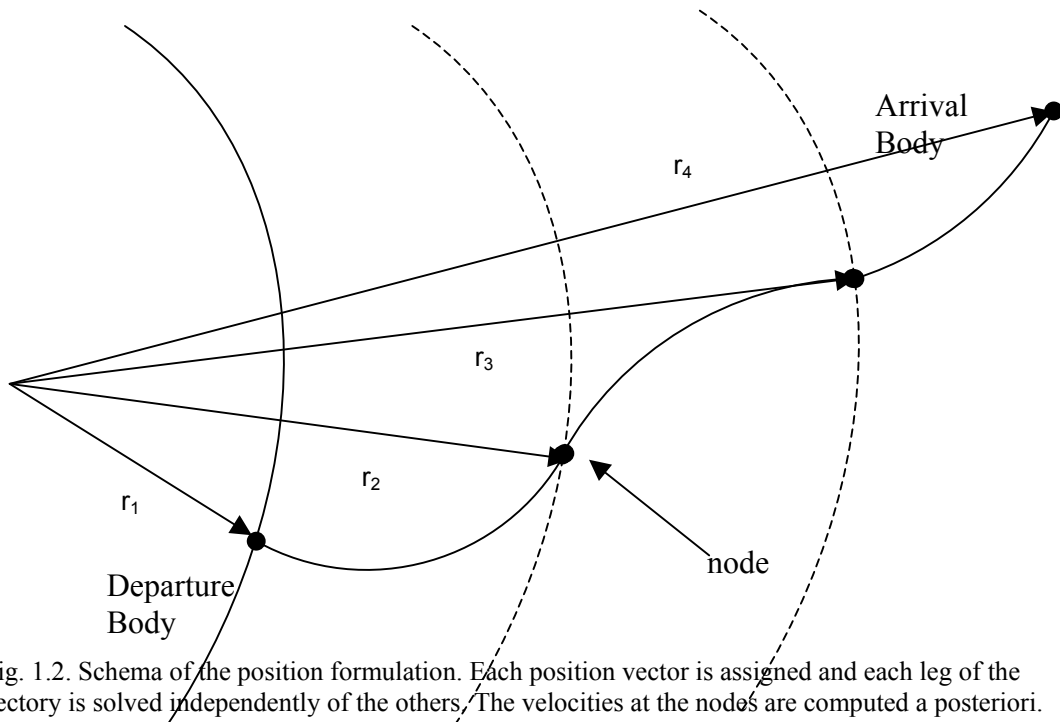 Arrival
Body
r4
r3
r2
r1
node
Departure
Body
ig. 1.2. Schema of the position formulation. Each position vector is assigned and each leg of the
ectory is solved independently of the others. The velocities at the nodes are computed a posteriori.